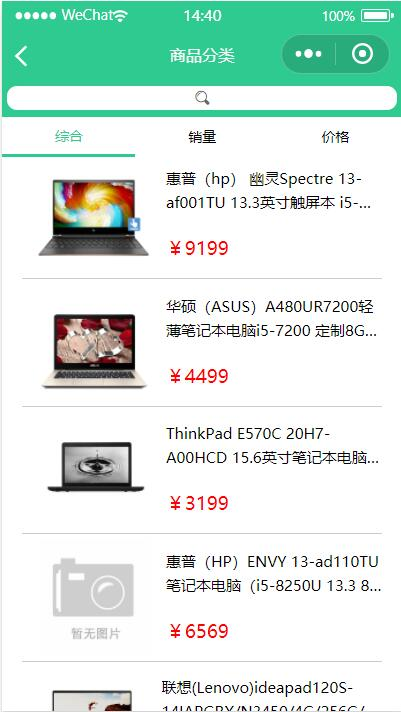 WeChat 14:40 100%
商品分类
综合 销量 价格
惠普（hp） 幽灵Spectre 13-
af001TU 13.3英寸触屏本 i5-...
￥9199
华硕（ASUS）A480UR7200轻
薄笔记本电脑i5-7200 定制8G...
￥4499
ThinkPad E570C 20H7-
A00HCD 15.6英寸笔记本电脑...
￥3199
惠普（HP）ENVY 13-ad110TU
笔记本电脑（i5-8250U 13.3 8...
暂无图片
￥6569
联想(Lenovo)ideapad120S-
14IAPGBX/N3450/4G/256G/